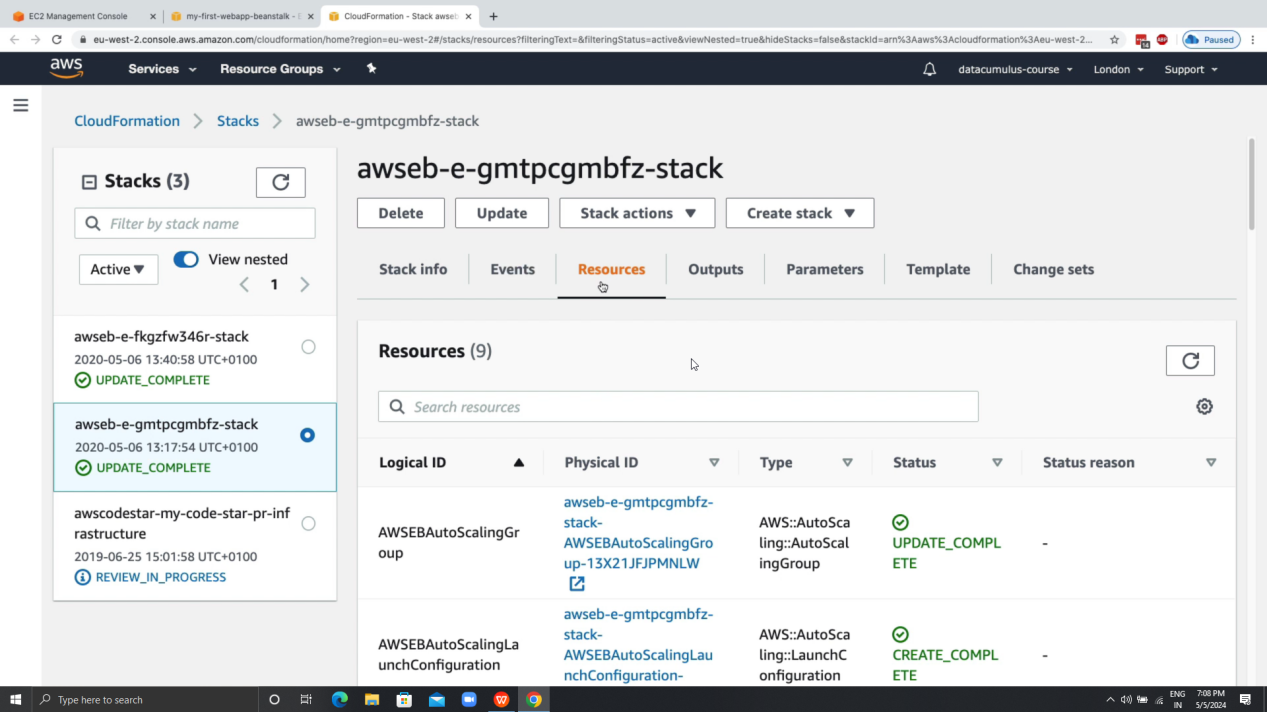 EC2 Management Console
my-first-webapp-beanstalk - S
CloudFormation - Stack awseb
eu-west-2.console.aws.amazon.com/cloudformation/home?region=eu-west-2#/stacks/resources?filteringText=&filteringStatus=active&viewNested=true&hideStacks=false&stackId=arn%3Aaws%3Acloudformation%3Aeu-west-2...
14
ABP
Paused
aws
Services
Resource Groups
datacumulus-course
London
Support
CloudFormation
Stacks
awseb-e-gmtpcgmbfz-stack
Stacks (3)
Filter by stack name
Active
View nested
1
awseb-e-fkgzfw346r-stack
2020-05-06 13:40:58 UTC+0100
UPDATE_COMPLETE
awseb-e-gmtpcgmbfz-stack
2020-05-06 13:17:54 UTC+0100
UPDATE_COMPLETE
awscodestar-my-code-star-pr-inf
rastructure
2019-06-25 15:01:58 UTC+0100
REVIEW_IN_PROGRESS
awseb-e-gmtpcgmbfz-stack
Delete
Update
Stack actions
Create stack
Stack info
Events
Resources
Outputs
Parameters
Template
Change sets
Resources (9)
Search resources
Logical ID
Physical ID
Type
Status
Status reason
AWSEBAutoScalingGr
oup
awseb-e-gmtpcgmbfz-
stack-
AWSEBAutoScalingGro
up-13X21JFJPMNLW
AWS::AutoSca
ling::AutoScal
ingGroup
UPDATE_COMPL
ETE
-
AWSEBAutoScalingLa
unchConfiguration
awseb-e-gmtpcgmbfz-
stack-
AWSEBAutoScalingLau
nchConfiguration-
AWS::AutoSca
ling::LaunchC
onfiguration
CREATE_COMPL
ETE
-
Type here to search
ENG
IN
7:08 PM
5/5/2024